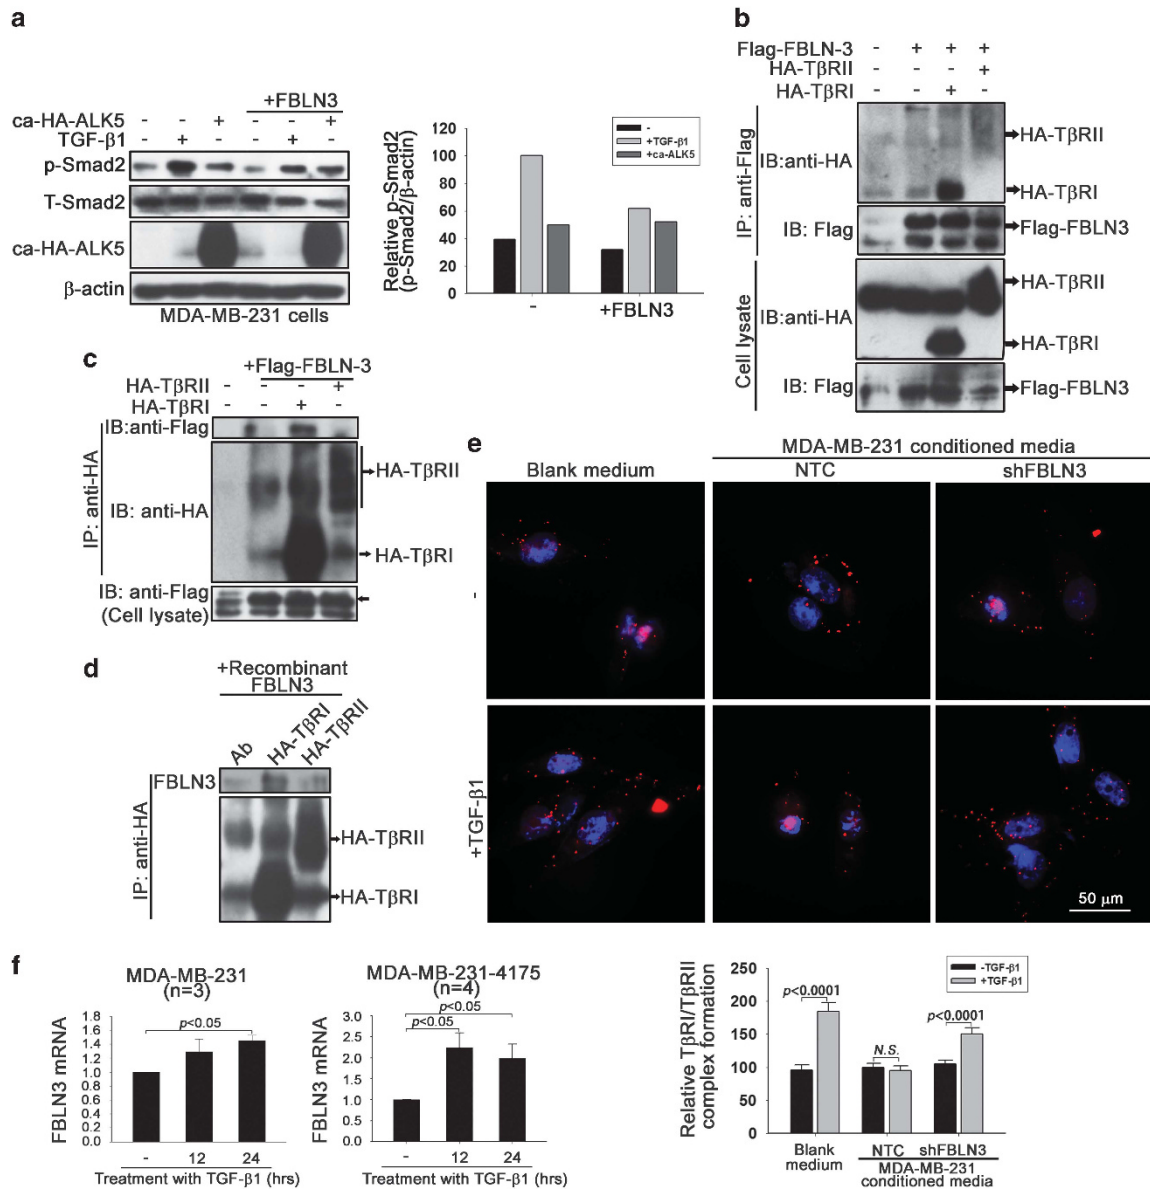 a
+FBLN3
ca-HA-ALK5 - - + - - +
TGF-β1 - + - - + -
p-Smad2
T-Smad2
ca-HA-ALK5
β-actin
MDA-MB-231 cells
Relative p-Smad2
(p-Smad2/β-actin)
140
120
100
80
60
40
20
0
-
+TGF-β1
+ca-ALK5
- +FBLN3
b
Flag-FBLN-3 - + + +
HA-TβRII - - - +
HA-TβRI - - + -
IP: anti-Flag
IB:anti-HA
HA-TβRII
HA-TβRI
IB: Flag
Flag-FBLN3
Cell lysate
IB:anti-HA
HA-TβRII
HA-TβRI
IB: Flag
Flag-FBLN3
c
+Flag-FBLN-3
HA-TβRII - - - +
HA-TβRI - - + -
IP: anti-HA
IB:anti-Flag
IB: anti-HA
HA-TβRII
HA-TβRI
IB: anti-Flag
(Cell lysate)
d
+Recombinant
FBLN3
Ab
HA-TβRI
HA-TβRII
IP: anti-HA
FBLN3
HA-TβRII
HA-TβRI
e
MDA-MB-231 conditioned media
Blank medium NTC shFBLN3
-
+TGF-β1
50 µm
Relative TβRI/TβRII
complex formation
250
200
150
100
50
0
-TGF-β1
+TGF-β1
p<0.0001
N.S.
p<0.0001
Blank
medium
NTC shFBLN3
MDA-MB-231
conditioned media
f
MDA-MB-231
(n=3)
FBLN3 mRNA
1.8
1.6
1.4
1.2
1.0
0.8
0.6
0.4
0.2
0.0
p<0.05
- 12 24
Treatment with TGF-β1 (hrs)
MDA-MB-231-4175
(n=4)
FBLN3 mRNA
3.0
2.5
2.0
1.5
1.0
0.5
0.0
p<0.05
p<0.05
- 12 24
Treatment with TGF-β1 (hrs)